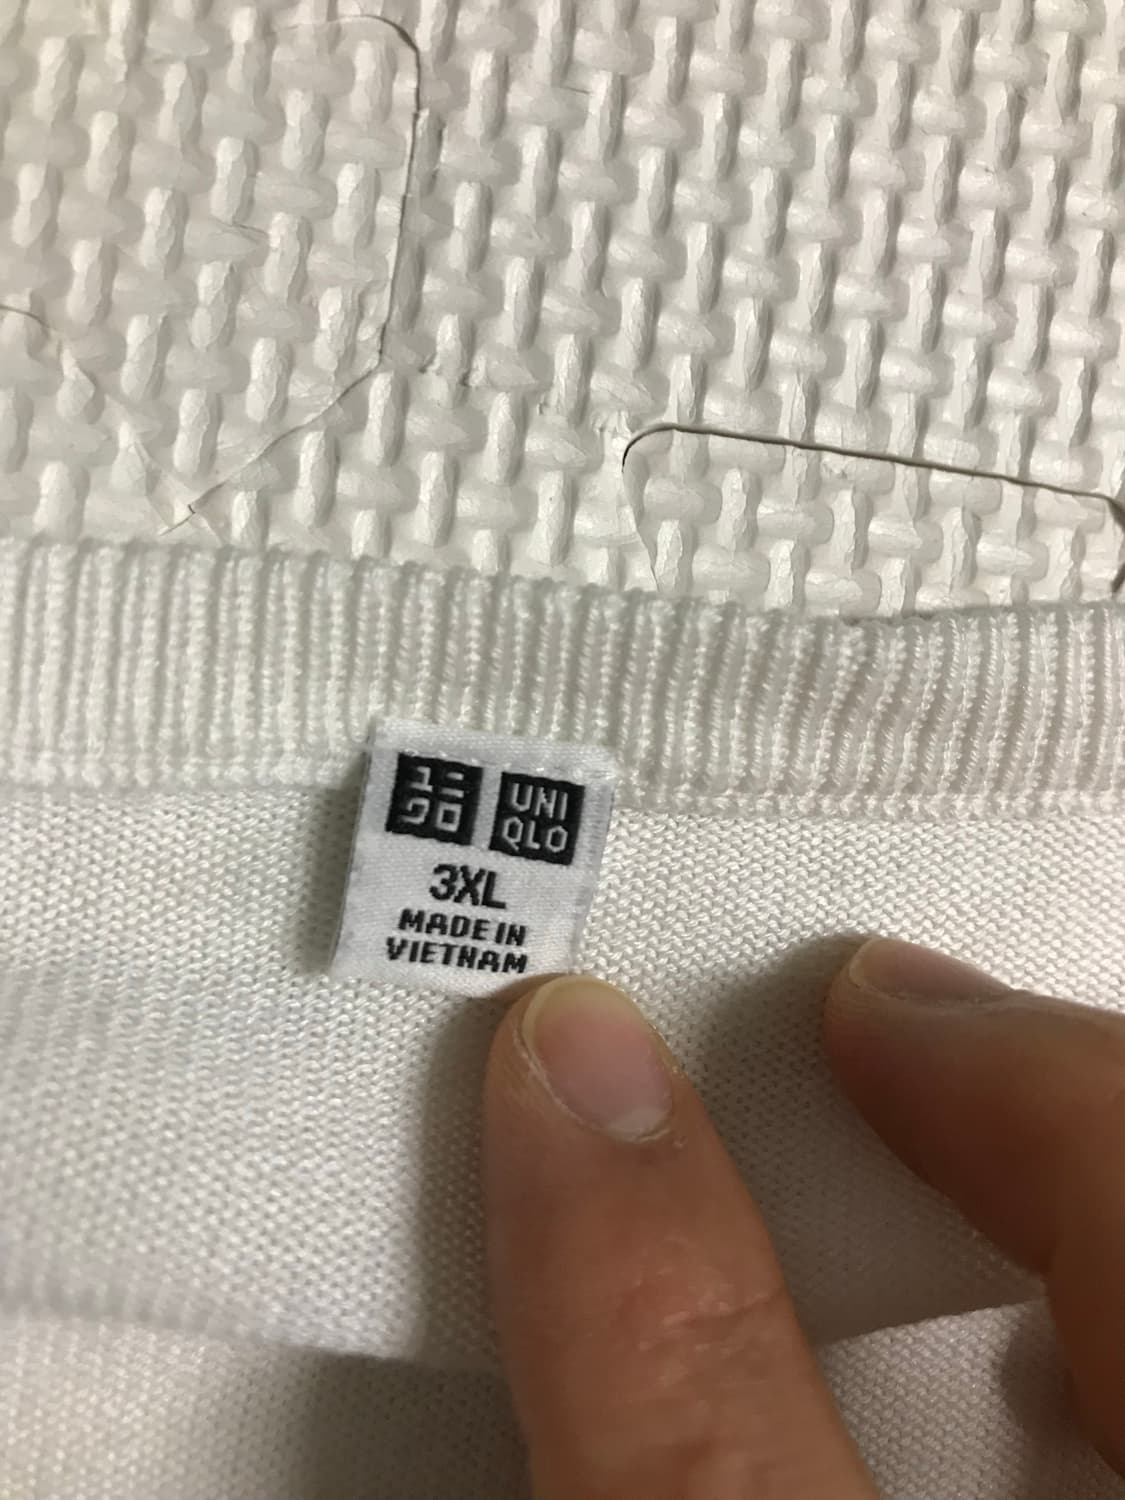 ユニ
クロ
UNI
QLO
3XL
MADE IN
VIETNAM